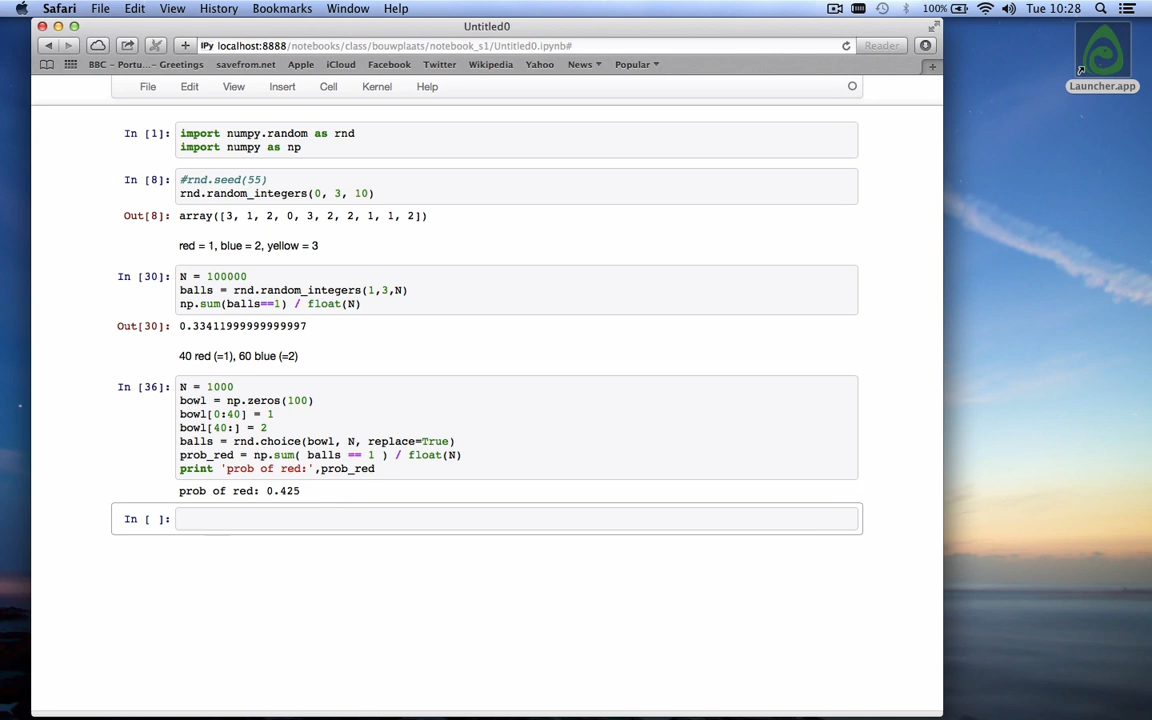 Safari File Edit View History Bookmarks Window Help 100% Tue 10:28
Untitled0
IPy localhost:8888/notebooks/class/bouwplaats/notebook_s1/Untitled0.ipynb# Reader
BBC - Portu...– Greetings savefrom.net Apple iCloud Facebook Twitter Wikipedia Yahoo News Popular
Launcher.app
File Edit View Insert Cell Kernel Help
In [1]: import numpy.random as rnd
import numpy as np
In [8]: #rnd.seed(55)
rnd.random_integers(0, 3, 10)
Out[8]: array([3, 1, 2, 0, 3, 2, 2, 1, 1, 2])
red = 1, blue = 2, yellow = 3
In [30]: N = 100000
balls = rnd.random_integers(1,3,N)
np.sum(balls==1) / float(N)
Out[30]: 0.33411999999999997
40 red (=1), 60 blue (=2)
In [36]: N = 1000
bowl = np.zeros(100)
bowl[0:40] = 1
bowl[40:] = 2
balls = rnd.choice(bowl, N, replace=True)
prob_red = np.sum( balls == 1 ) / float(N)
print 'prob of red:',prob_red
prob of red: 0.425
In [ ]: